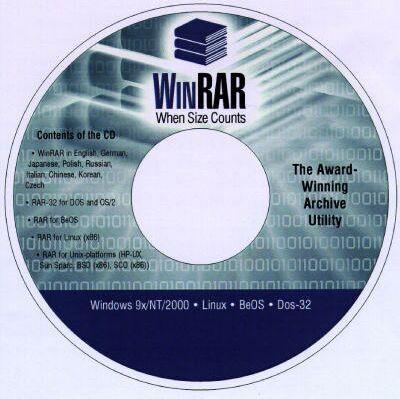 WINRAR
When Size Counts
Contents of the CD
• WinRAR in English, German,
Japanese, Polish, Russian,
Italian, Chinese, Korean,
Czech
• RAR-32 for DOS and OS/2
• RAR for BeOS
• RAR for Linux (x86)
• RAR for Unix-platforms (HP-UX,
Sun Sparc, BSD (x86), SCO (x86))
The Award-
Winning
Archive
Utility
Windows 9x/NT/2000 • Linux • BeOS • Dos-32